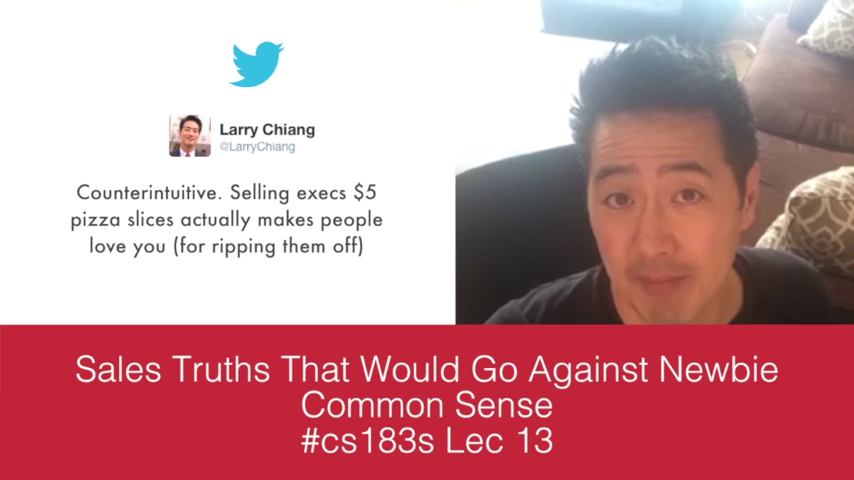 Larry Chiang
@LarryChiang
Counterintuitive. Selling execs $5
pizza slices actually makes people
love you (for ripping them off)
Sales Truths That Would Go Against Newbie
Common Sense
#cs183s Lec 13